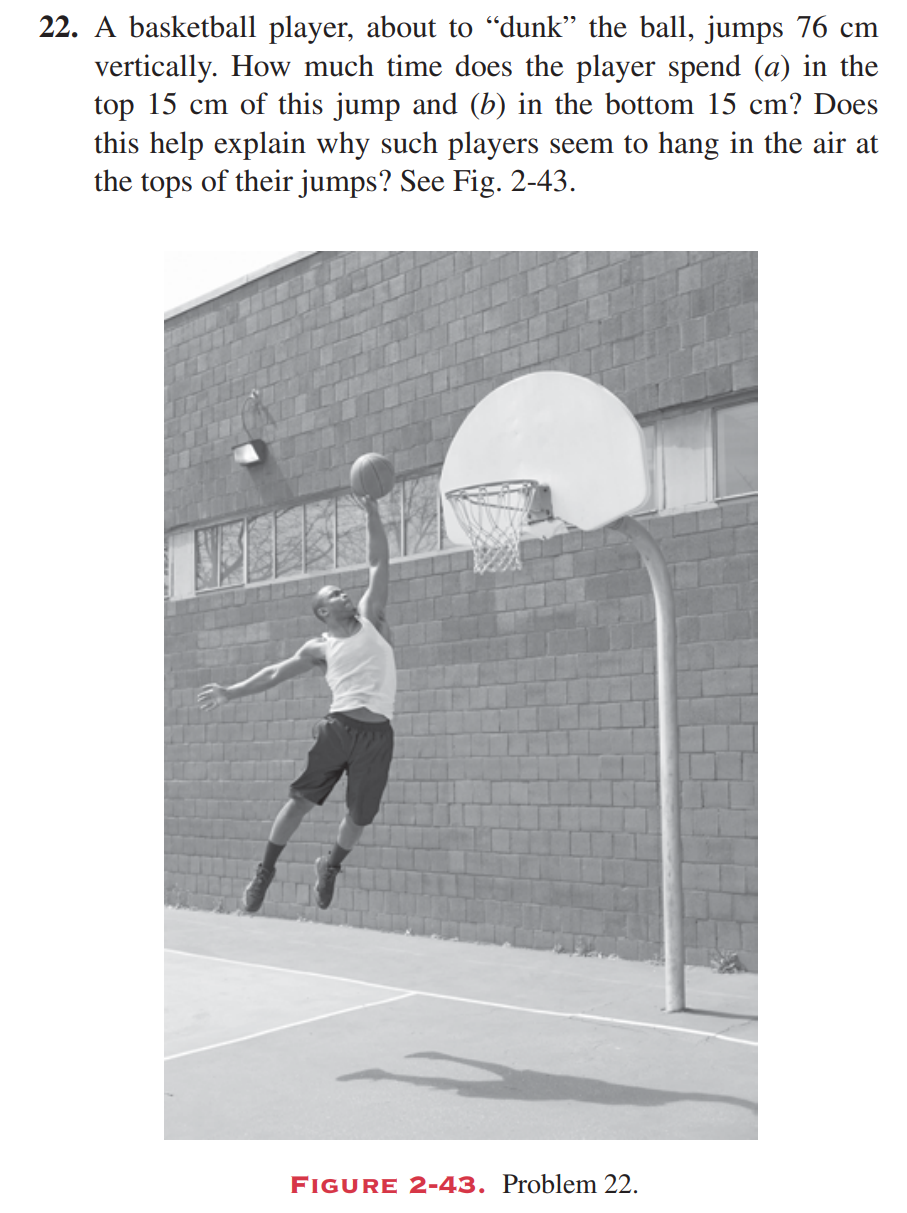 22. A basketball player, about to “dunk” the ball, jumps 76 cm
vertically. How much time does the player spend (a) in the
top 15 cm of this jump and (b) in the bottom 15 cm? Does
this help explain why such players seem to hang in the air at
the tops of their jumps? See Fig. 2-43.
FIGURE 2-43. Problem 22.